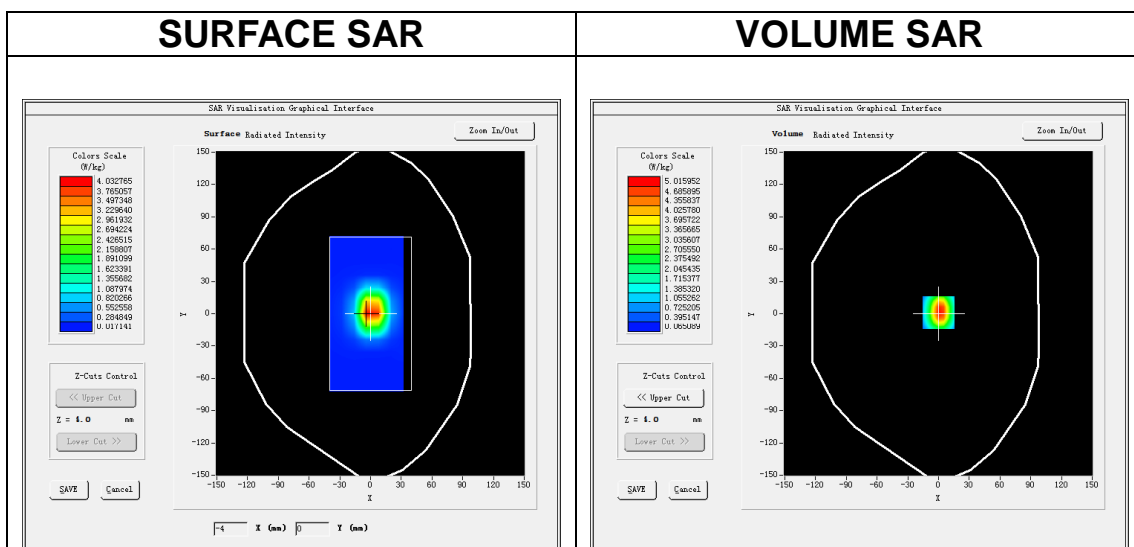 SURFACE SAR
VOLUME SAR
SAR Visualisation Graphical Interface
Surface Radiated Intensity
Zoom In/Out
Colors Scale
(W/kg)
4.032765
3.765057
3.497348
3.229640
2.961932
2.694224
2.426515
2.158807
1.891099
1.623391
1.355682
1.087974
0.820266
0.552558
0.284849
0.017141
Z-Cuts Control
<< Upper Cut
Z = 4.0 mm
Lower Cut >>
SAVE Cancel
150
120
90
60
30
0
-30
-60
-90
-120
-150
Y
-150 -120 -90 -60 -30 0 30 60 90 120 150
X
-4 X (mm) 0 Y (mm)
SAR Visualisation Graphical Interface
Volume Radiated Intensity
Zoom In/Out
Colors Scale
(W/kg)
5.015952
4.685895
4.355837
4.025780
3.695722
3.365665
3.035607
2.705550
2.375492
2.045435
1.715377
1.385320
1.055262
0.725205
0.395147
0.065089
Z-Cuts Control
<< Upper Cut
Z = 4.0 mm
Lower Cut >>
SAVE Cancel
150
120
90
60
30
0
-30
-60
-90
-120
-150
Y
-150 -120 -90 -60 -30 0 30 60 90 120 150
X